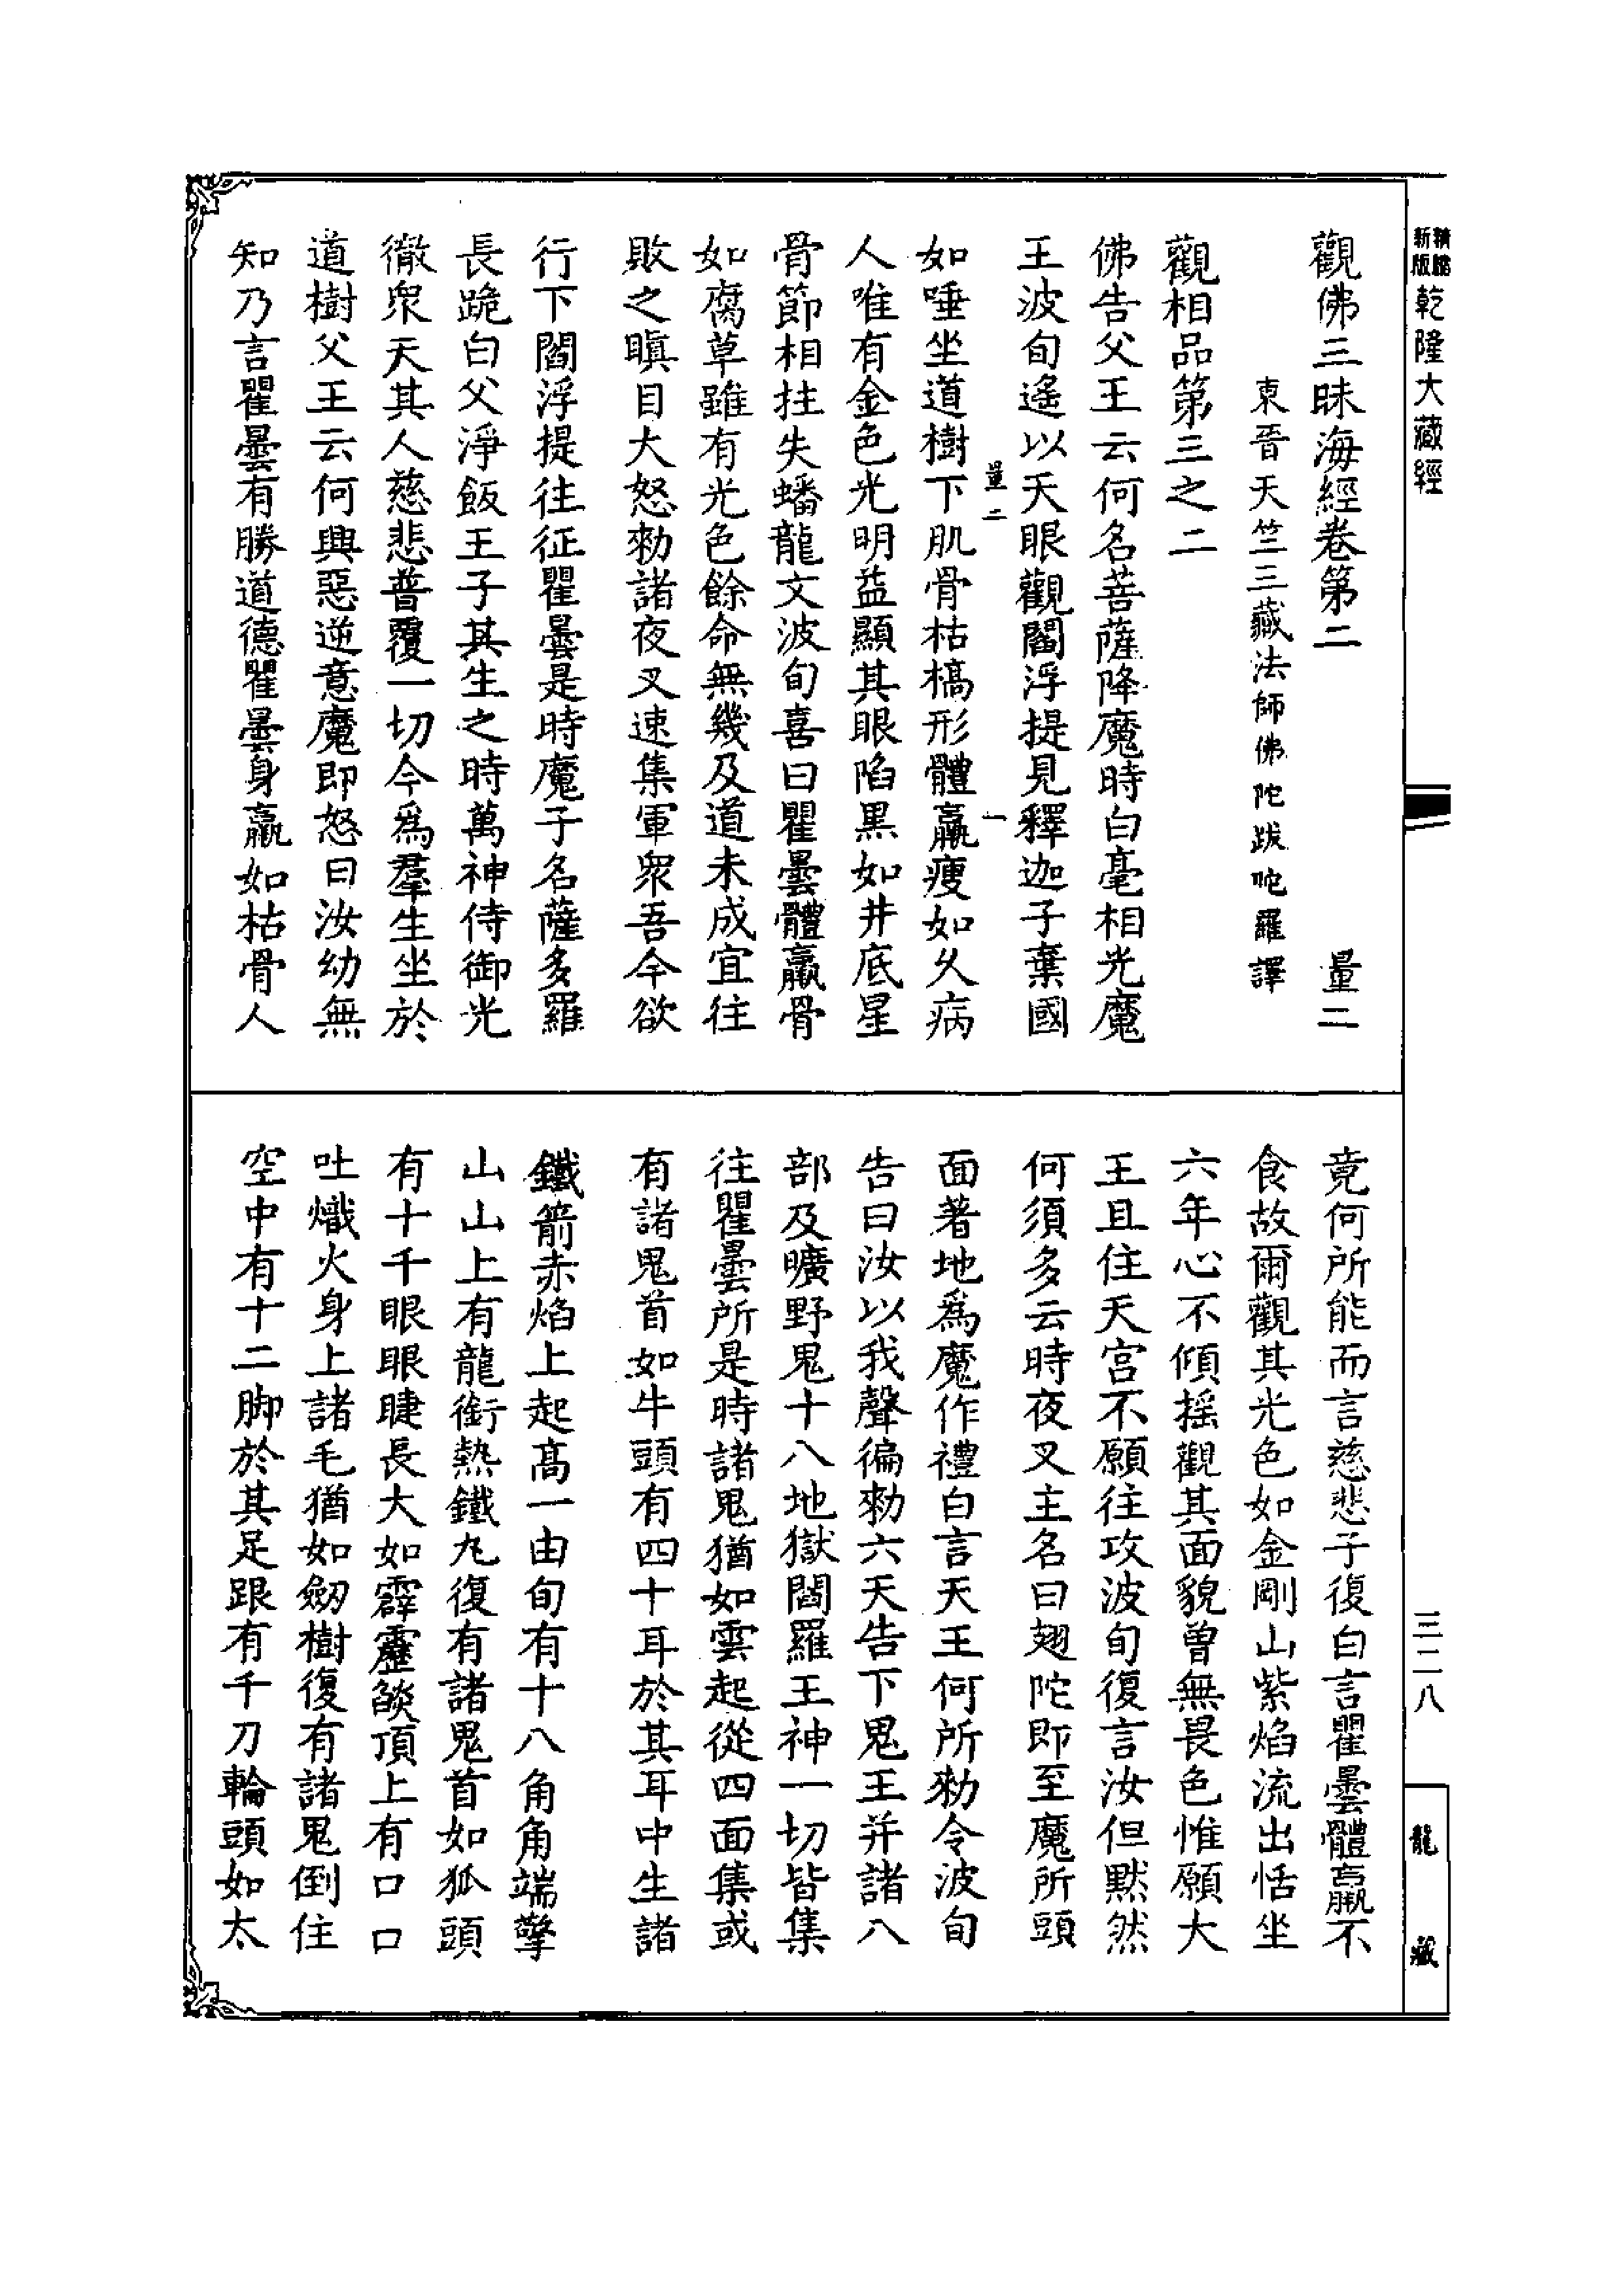 新版
精縮
乾隆大藏經
三二八
龍藏
觀佛三昧海經卷第二 量二
東晉天竺三藏法師佛陀跋陀羅譯
觀相品第三之二
佛告父王云何名菩薩降魔時白毫相光魔
王波旬遙以天眼觀閻浮提見釋迦子棄國
量二 一
如唾坐道樹下肌骨枯槁形體羸瘦如久病
人唯有金色光明益顯其眼陷黑如井底星
骨節相拄失蟠龍文波旬喜曰瞿曇體羸骨
如腐草雖有光色餘命無幾及道未成宜往
敗之瞋目大怒勑諸夜叉速集軍眾吾今欲
行下閻浮提往征瞿曇是時魔子名薩多羅
長跪白父淨飯王子其生之時萬神侍御光
徹眾天其人慈悲普覆一切今為羣生坐於
道樹父王云何興惡逆意魔即怒曰汝幼無
知乃言瞿曇有勝道德瞿曇身羸如枯骨人
竟何所能而言慈悲子復白言瞿曇體羸不
食故爾觀其光色如金剛山紫焰流出恬坐
六年心不傾搖觀其面貌曾無畏色惟願大
王且住天宮不願往攻波旬復言汝但默然
何須多云時夜叉主名曰翅陀即至魔所頭
面著地為魔作禮白言天王何所勑令波旬
告曰汝以我聲徧勑六天告下鬼王并諸八
部及曠野鬼十八地獄閻羅王神一切皆集
往瞿曇所是時諸鬼猶如雲起從四面集或
有諸鬼首如牛頭有四十耳於其耳中生諸
鐵箭赤焰上起高一由旬有十八角角端擎
山山上有龍銜熱鐵丸復有諸鬼首如狐頭
有十千眼眼睫長大如霹靂燄頂上有口口
吐熾火身上諸毛猶如劒樹復有諸鬼倒住
空中有十二脚於其足跟有千刀輪頭如太